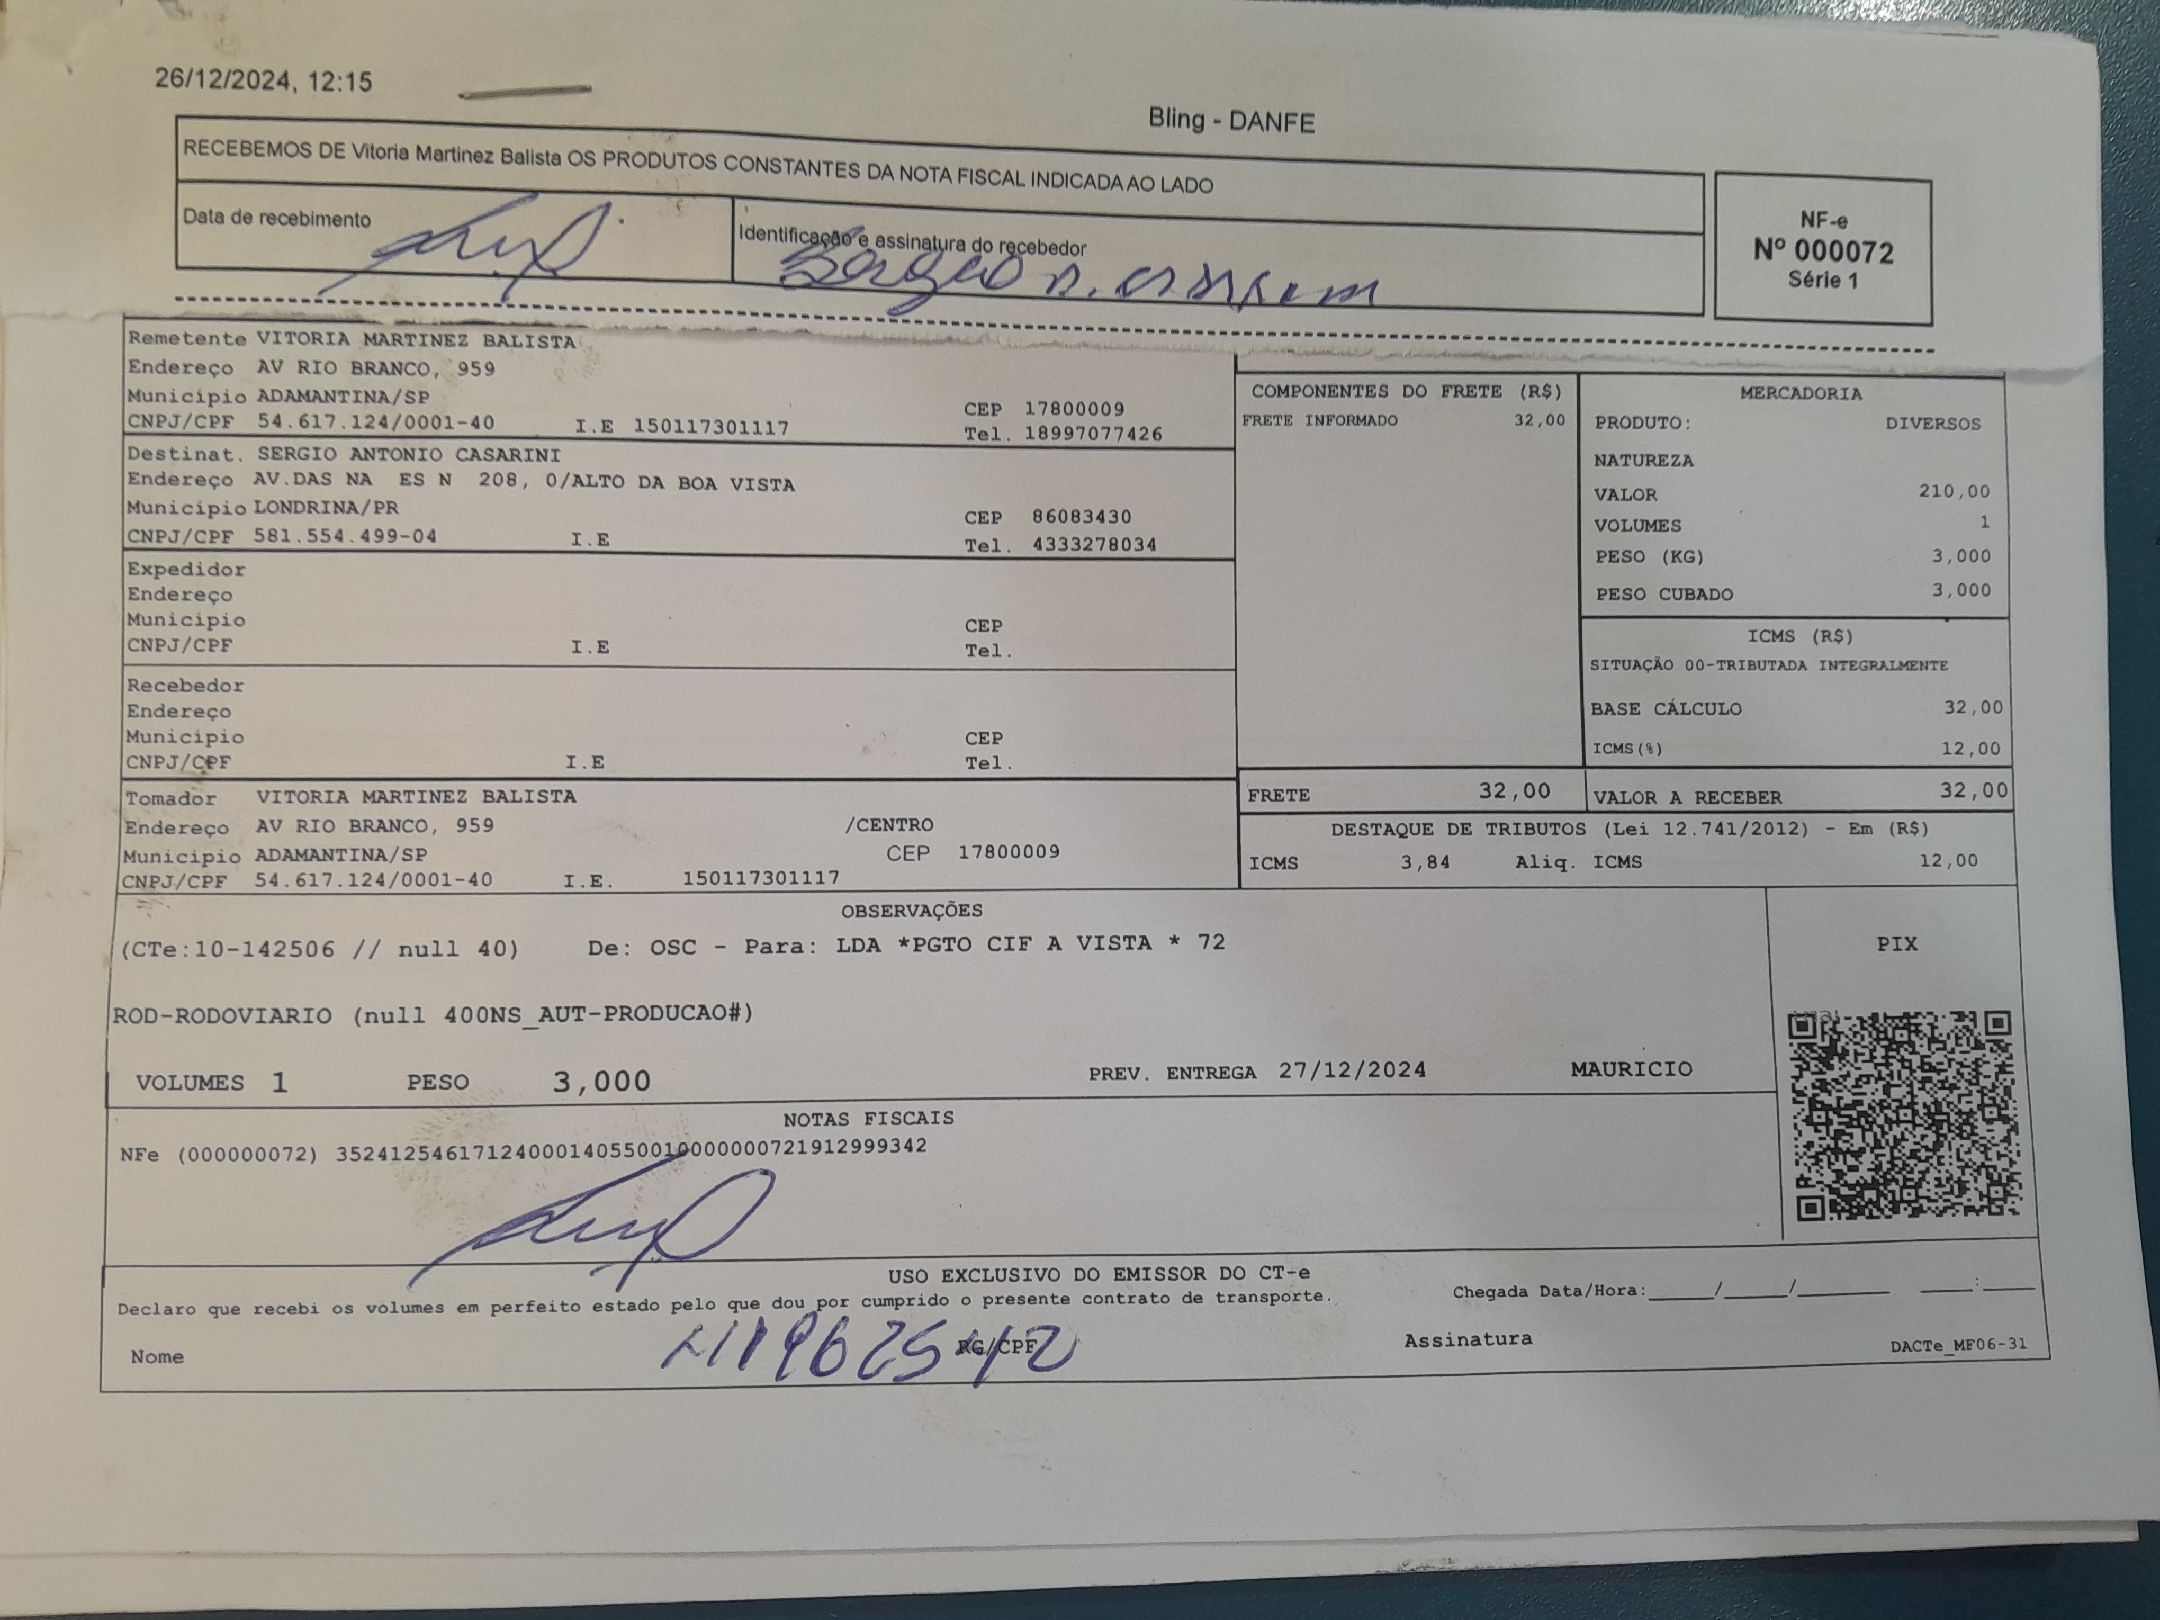 26/12/2024, 12:15
Bling - DANFE
RECEBEMOS DE Vitoria Martinez Balista OS PRODUTOS CONSTANTES DA NOTA FISCAL INDICADA AO LADO
Data de recebimento
Identificação e assinatura do recebedor
NF-e
Nº 000072
Série 1
Remetente VITORIA MARTINEZ BALISTA
Endereço AV RIO BRANCO, 959
Município ADAMANTINA/SP
CEP 17800009
CNPJ/CPF 54.617.124/0001-40 I.E 150117301117
Tel. 18997077426
Destinat. SERGIO ANTONIO CASARINI
Endereço AV.DAS NA ES N 208, 0/ALTO DA BOA VISTA
Município LONDRINA/PR
CEP 86083430
CNPJ/CPF 581.554.499-04 I.E
Tel. 4333278034
Expedidor
Endereço
Município
CEP
CNPJ/CPF I.E
Tel.
Recebedor
Endereço
Município
CEP
CNPJ/CPF I.E
Tel.
Tomador VITORIA MARTINEZ BALISTA
Endereço AV RIO BRANCO, 959 /CENTRO
Municipio ADAMANTINA/SP CEP 17800009
CNPJ/CPF 54.617.124/0001-40 I.E. 150117301117
COMPONENTES DO FRETE (R$)
FRETE INFORMADO 32,00
MERCADORIA
PRODUTO: DIVERSOS
NATUREZA
VALOR 210,00
VOLUMES 1
PESO (KG) 3,000
PESO CUBADO 3,000
ICMS (R$)
SITUAÇÃO 00-TRIBUTADA INTEGRALMENTE
BASE CÁLCULO 32,00
ICMS(%) 12,00
FRETE 32,00
VALOR A RECEBER 32,00
DESTAQUE DE TRIBUTOS (Lei 12.741/2012) - Em (R$)
ICMS 3,84 Aliq. ICMS 12,00
OBSERVAÇÕES
(CTe:10-142506 // null 40) De: OSC - Para: LDA *PGTO CIF A VISTA * 72
ROD-RODOVIARIO (null 400NS_AUT-PRODUCAO#)
PIX
VOLUMES 1 PESO 3,000 PREV. ENTREGA 27/12/2024 MAURICIO
NOTAS FISCAIS
NFe (000000072) 35241254617124000140550010000000721912999342
USO EXCLUSIVO DO EMISSOR DO CT-e
Declaro que recebi os volumes em perfeito estado pelo que dou por cumprido o presente contrato de transporte.
Chegada Data/Hora:_____/_____/_______ ____:____
Nome
RG/CPF
Assinatura
DACTe_MF06-31